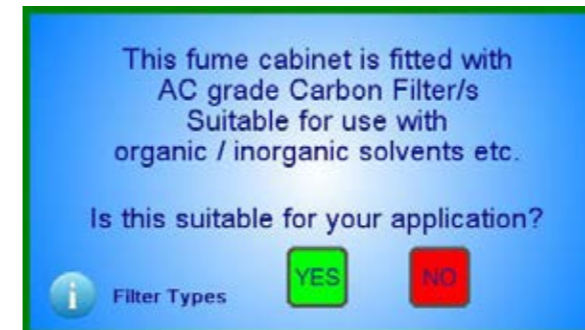 This fume cabinet is fitted with
AC grade Carbon Filter/s
Suitable for use with
organic / inorganic solvents etc.
Is this suitable for your application?
i Filter Types YES NO